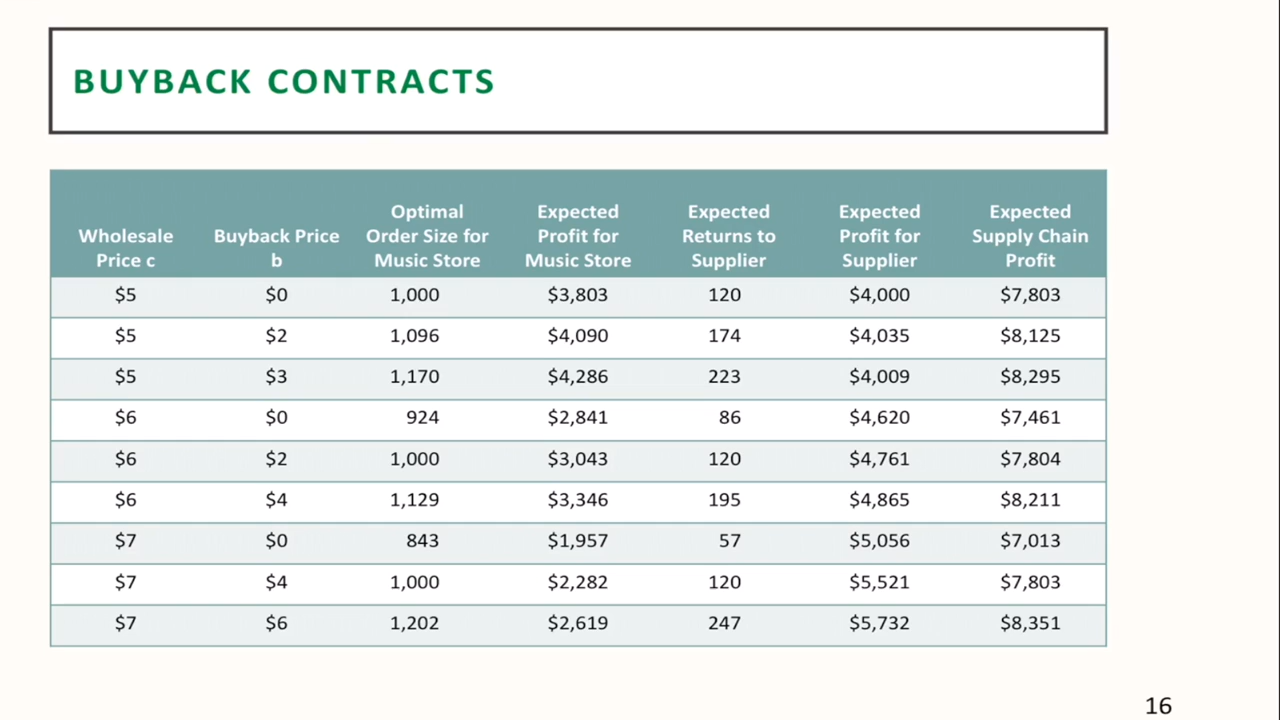 BUYBACK CONTRACTS
Wholesale Price c Buyback Price b Optimal Order Size for Music Store Expected Profit for Music Store Expected Returns to Supplier Expected Profit for Supplier Expected Supply Chain Profit
$5 $0 1,000 $3,803 120 $4,000 $7,803
$5 $2 1,096 $4,090 174 $4,035 $8,125
$5 $3 1,170 $4,286 223 $4,009 $8,295
$6 $0 924 $2,841 86 $4,620 $7,461
$6 $2 1,000 $3,043 120 $4,761 $7,804
$6 $4 1,129 $3,346 195 $4,865 $8,211
$7 $0 843 $1,957 57 $5,056 $7,013
$7 $4 1,000 $2,282 120 $5,521 $7,803
$7 $6 1,202 $2,619 247 $5,732 $8,351
16